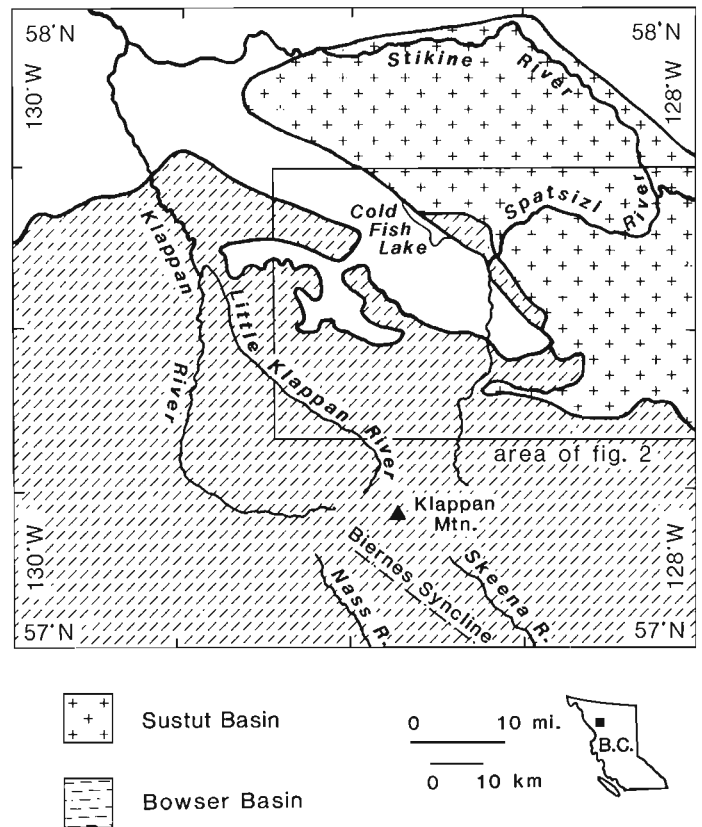 58°N
58°N
130°W
128°W
Stikine River
Spatsizi River
Cold
Fish
Lake
Klappan River
Little Klappan River
area of fig. 2
Klappan
Mtn.
130°W
128°W
Biernes Syncline
Skeena R.
Nass R.
57°N
57°N
Sustut Basin
0 10 mi.
0 10 km
B.C.
Bowser Basin